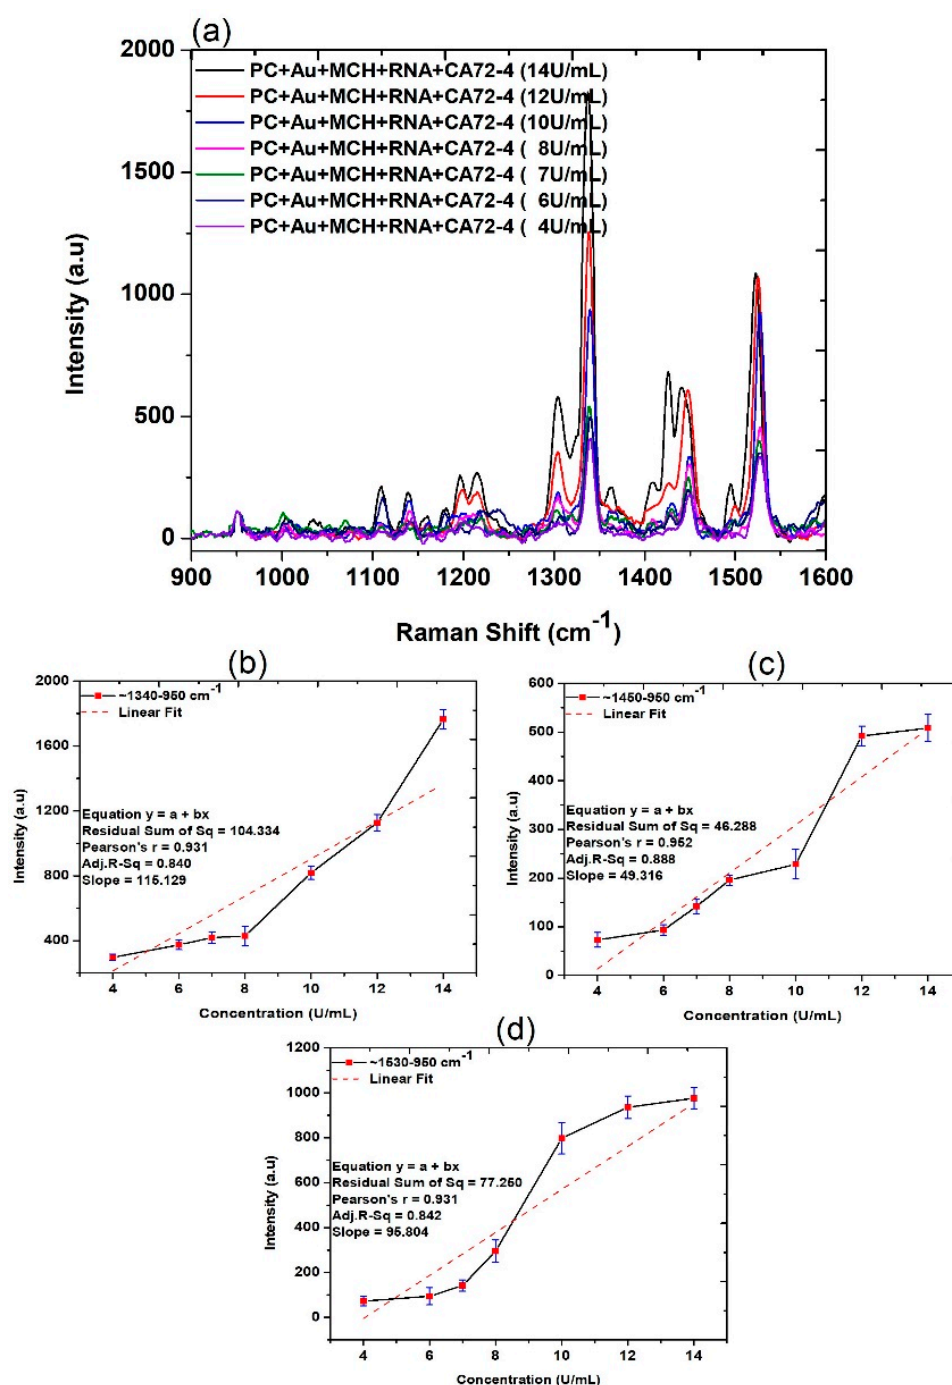 (a)
2000
1500
1000
500
0
Intensity (a.u)
PC+Au+MCH+RNA+CA72-4 (14U/mL)
PC+Au+MCH+RNA+CA72-4 (12U/mL)
PC+Au+MCH+RNA+CA72-4 (10U/mL)
PC+Au+MCH+RNA+CA72-4 ( 8U/mL)
PC+Au+MCH+RNA+CA72-4 ( 7U/mL)
PC+Au+MCH+RNA+CA72-4 ( 6U/mL)
PC+Au+MCH+RNA+CA72-4 ( 4U/mL)
900 1000 1100 1200 1300 1400 1500 1600
Raman Shift (cm⁻¹)
(b)
2000
1600
1200
800
400
Intensity (a.u)
~1340-950 cm⁻¹
Linear Fit
Equation y = a + bx
Residual Sum of Sq = 104.334
Pearson's r = 0.931
Adj.R-Sq = 0.840
Slope = 115.129
4 6 8 10 12 14
Concentration (U/mL)
(c)
600
500
400
300
200
100
0
Intensity (a.u)
~1450-950 cm⁻¹
Linear Fit
Equation y = a + bx
Residual Sum of Sq = 46.288
Pearson's r = 0.952
Adj.R-Sq = 0.888
Slope = 49.316
4 6 8 10 12 14
Concentration (U/mL)
(d)
1200
1000
800
600
400
200
0
Intensity (a.u)
~1530-950 cm⁻¹
Linear Fit
Equation y = a + bx
Residual Sum of Sq = 77.250
Pearson's r = 0.931
Adj.R-Sq = 0.842
Slope = 95.804
4 6 8 10 12 14
Concentration (U/mL)